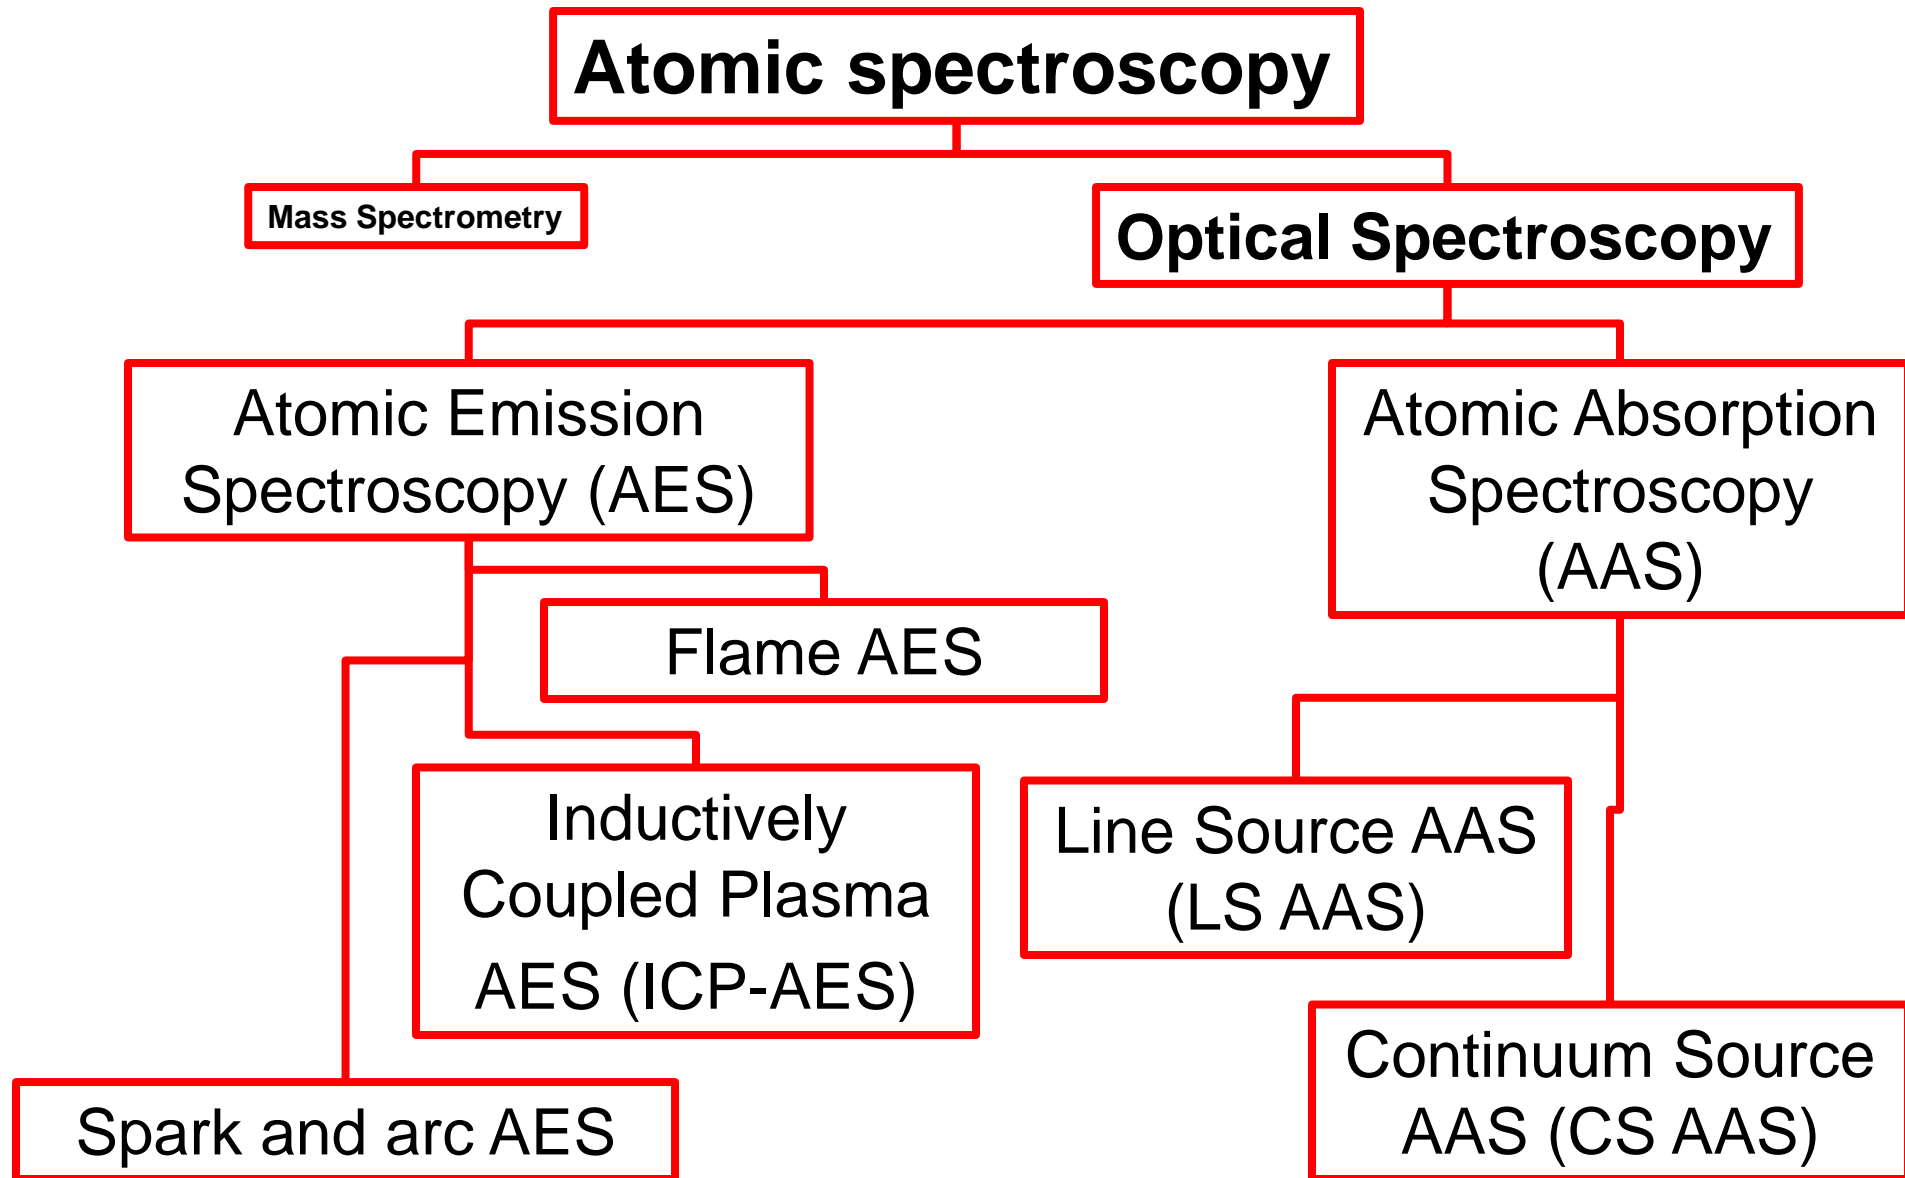 Atomic spectroscopy
Mass Spectrometry
Optical Spectroscopy
Atomic Emission
Spectroscopy (AES)
Atomic Absorption
Spectroscopy
(AAS)
Flame AES
Inductively
Coupled Plasma
AES (ICP-AES)
Line Source AAS
(LS AAS)
Continuum Source
AAS (CS AAS)
Spark and arc AES